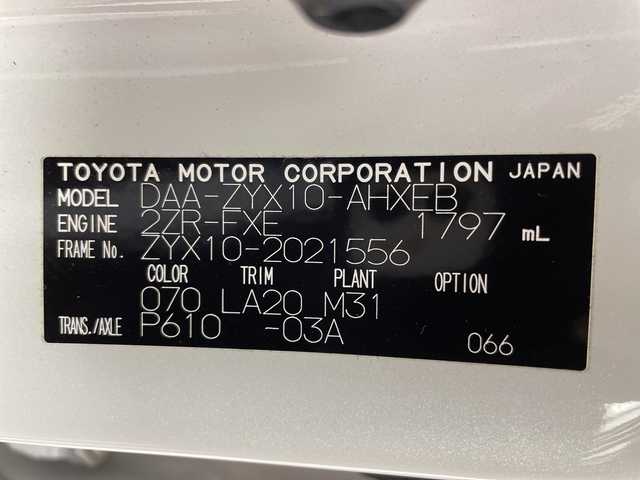 TOYOTA MOTOR CORPORATION JAPAN
MODEL DAA-ZYX10-AHXEB
ENGINE 2ZR-FXE 1797 mL
FRAME No. ZYX10-2021556
COLOR TRIM PLANT OPTION
070 LA20 M31
TRANS./AXLE P610 -03A 066